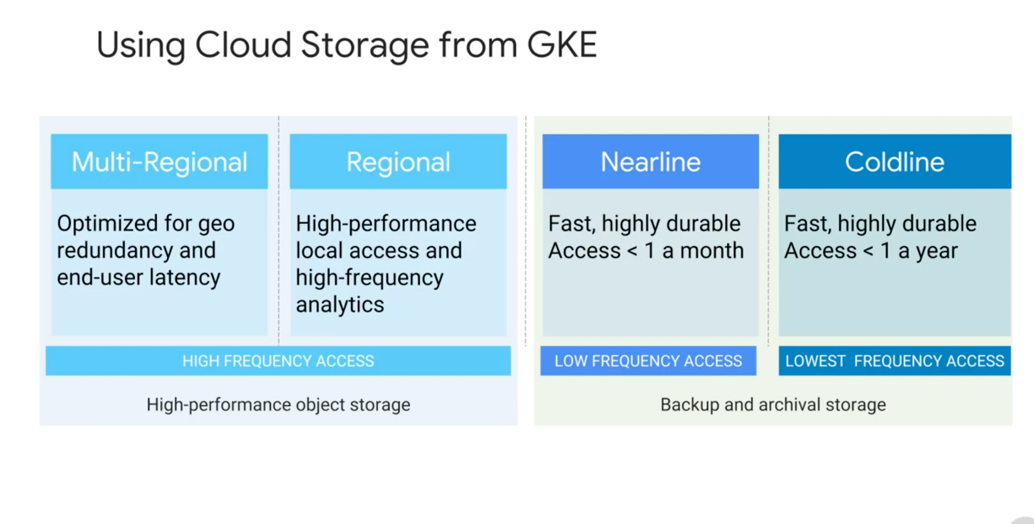 Using Cloud Storage from GKE
Multi-Regional
Optimized for geo
redundancy and
end-user latency
Regional
High-performance
local access and
high-frequency
analytics
HIGH FREQUENCY ACCESS
High-performance object storage
Nearline
Fast, highly durable
Access < 1 a month
LOW FREQUENCY ACCESS
Coldline
Fast, highly durable
Access < 1 a year
LOWEST FREQUENCY ACCESS
Backup and archival storage